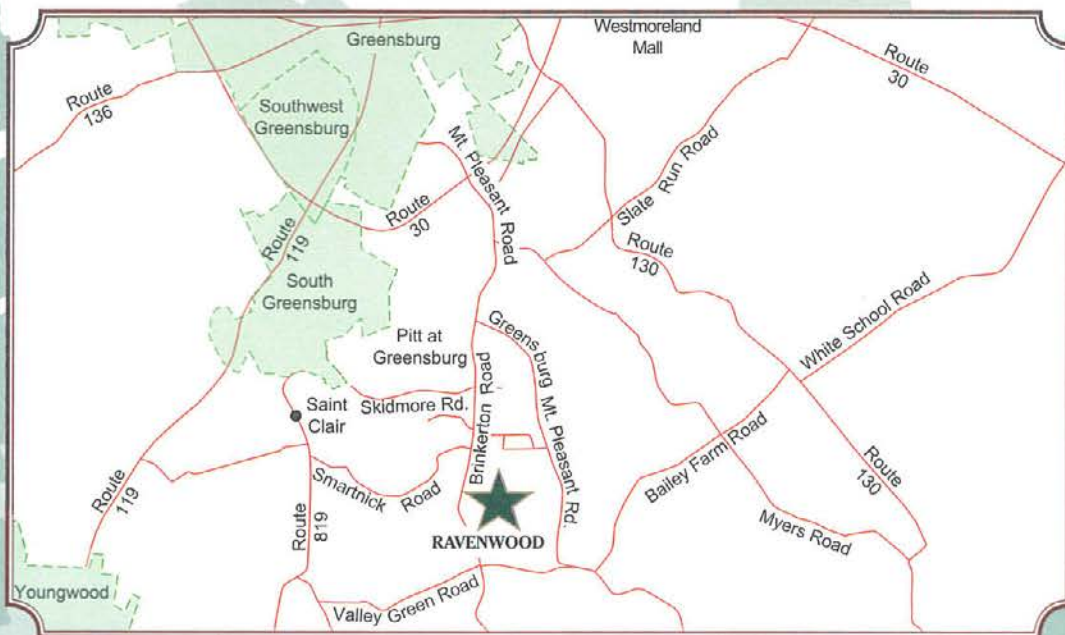 Greensburg
Westmoreland
Mall
Route
30
Route
136
Southwest
Greensburg
Mt. Pleasant Road
Slate Run Road
Route
30
Route
119
Route
130
South
Greensburg
White School Road
Pitt at
Greensburg
Greensburg Mt. Pleasant Rd.
Brinkerton Road
Saint
Clair
Skidmore Rd.
Bailey Farm Road
Route
130
Route
119
Smartnick Road
Route
819
RAVENWOOD
Myers Road
Youngwood
Valley Green Road